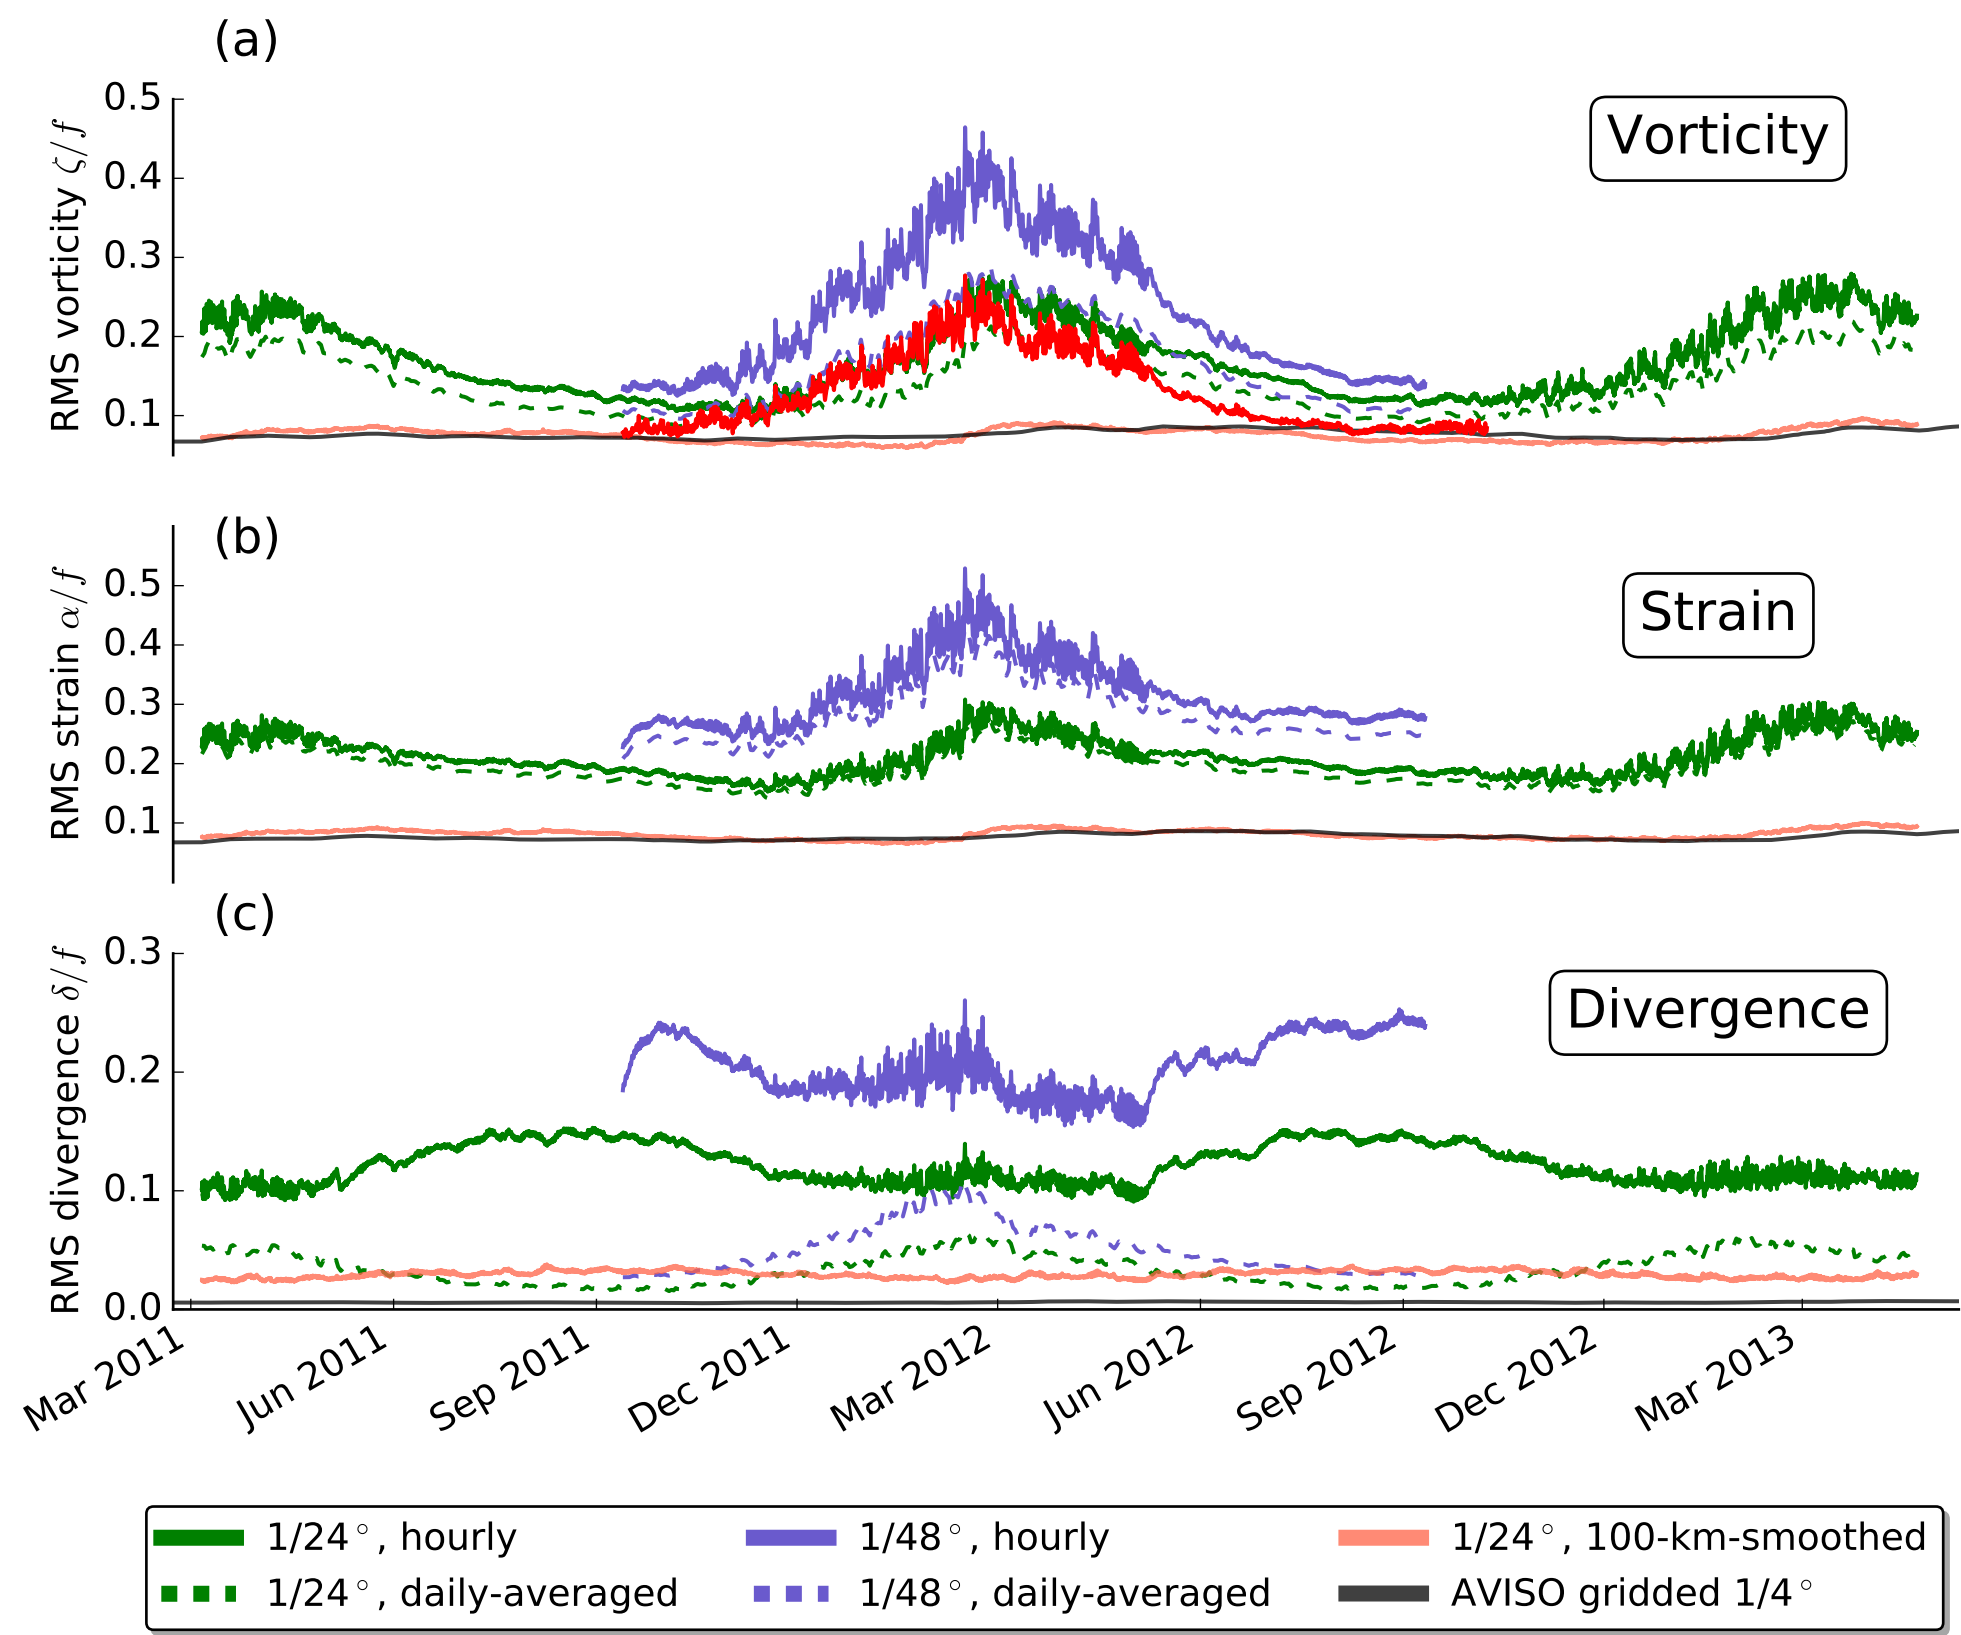 (a)
Vorticity
RMS vorticity ζ/f
0.5
0.4
0.3
0.2
0.1
(b)
Strain
RMS strain α/f
0.5
0.4
0.3
0.2
0.1
(c)
Divergence
RMS divergence δ/f
0.3
0.2
0.1
0.0
Mar 2011
Jun 2011
Sep 2011
Dec 2011
Mar 2012
Jun 2012
Sep 2012
Dec 2012
Mar 2013
1/24°, hourly
1/48°, hourly
1/24°, 100-km-smoothed
1/24°, daily-averaged
1/48°, daily-averaged
AVISO gridded 1/4°